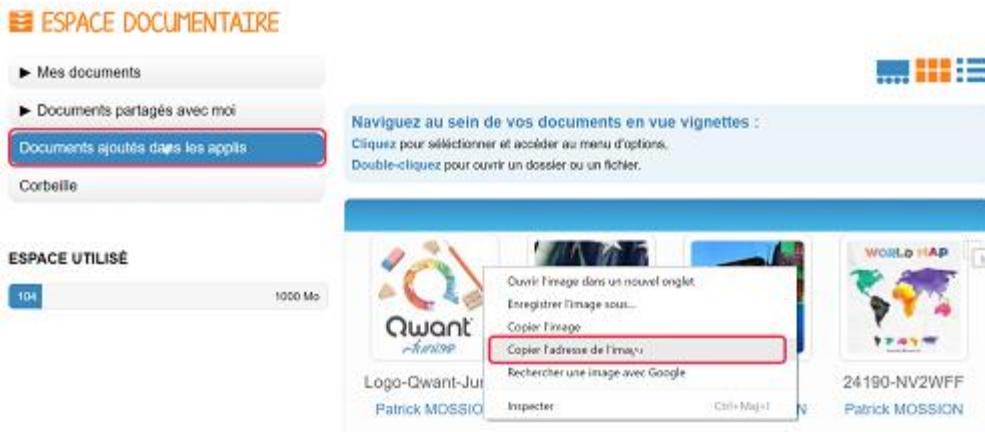 ESPACE DOCUMENTAIRE
▶ Mes documents
▶ Documents partagés avec moi
Documents ajoutés dans les applis
Corbeille
ESPACE UTILISÉ
104 1000 Mo
Naviguez au sein de vos documents en vue vignettes :
Cliquez pour séléctionner et accéder au menu d'options.
Double-cliquez pour ouvrir un dossier ou un fichier.
Qwant
Junior
WORLD MAP
Ouvrir l'image dans un nouvel onglet
Enregistrer l'image sous...
Copier l'image
Copier l'adresse de l'image
Rechercher une image avec Google
Inspecter Ctrl+Maj+I
Logo-Qwant-Ju
Patrick MOSSIO
N
24190-NV2WFF
Patrick MOSSION